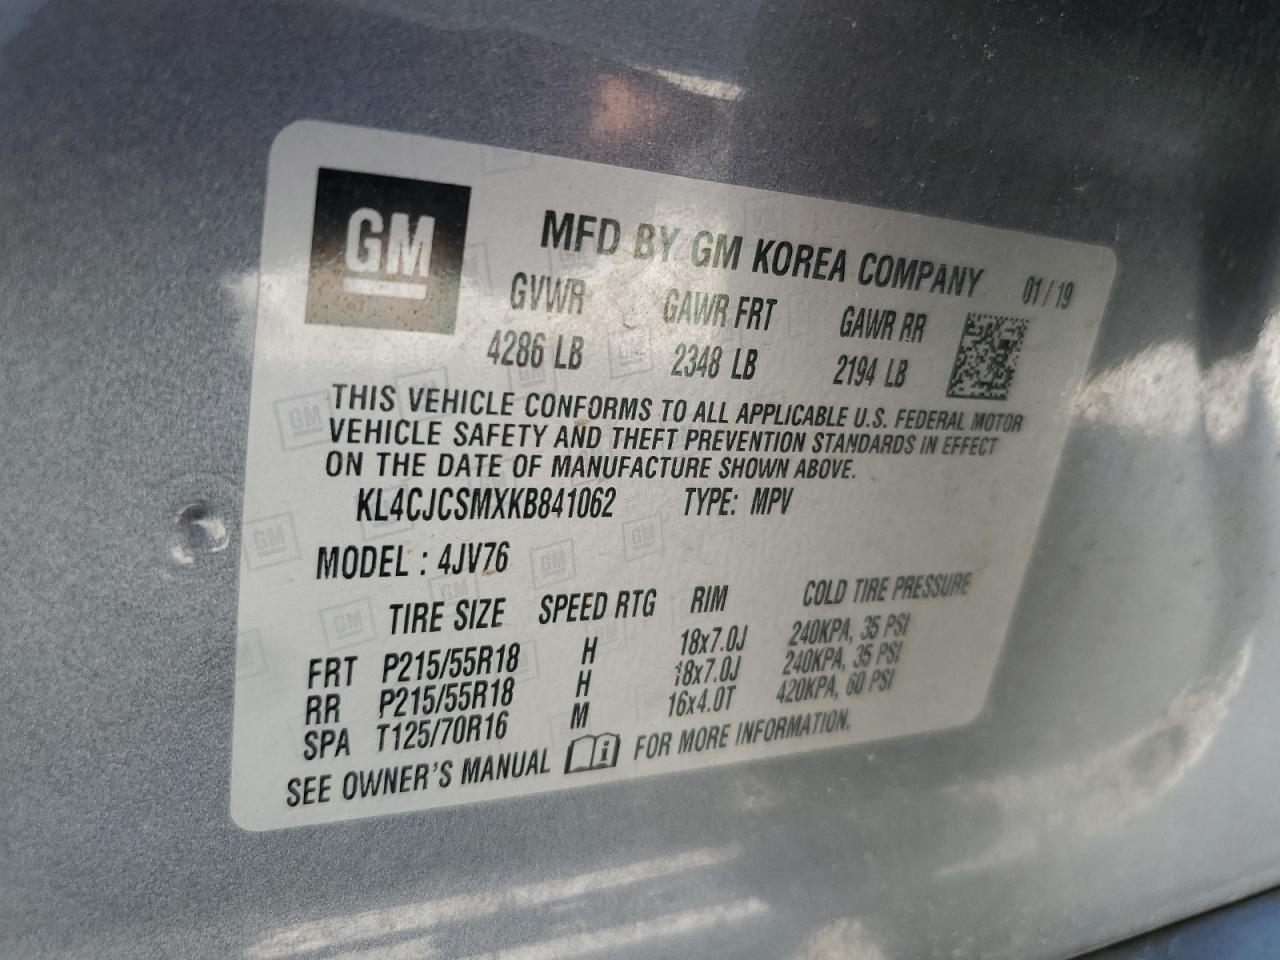 GM
MFD BY GM KOREA COMPANY 01/19
GVWR GAWR FRT GAWR RR
4286 LB 2348 LB 2194 LB
THIS VEHICLE CONFORMS TO ALL APPLICABLE U.S. FEDERAL MOTOR
VEHICLE SAFETY AND THEFT PREVENTION STANDARDS IN EFFECT
ON THE DATE OF MANUFACTURE SHOWN ABOVE.
KL4CJCSMXKB841062 TYPE: MPV
MODEL : 4JV76
TIRE SIZE SPEED RTG RIM COLD TIRE PRESSURE
FRT P215/55R18 H 18x7.0J 240KPA, 35 PSI
RR P215/55R18 H 18x7.0J 240KPA, 35 PSI
SPA T125/70R16 M 16x4.0T 420KPA, 60 PSI
SEE OWNER'S MANUAL FOR MORE INFORMATION.